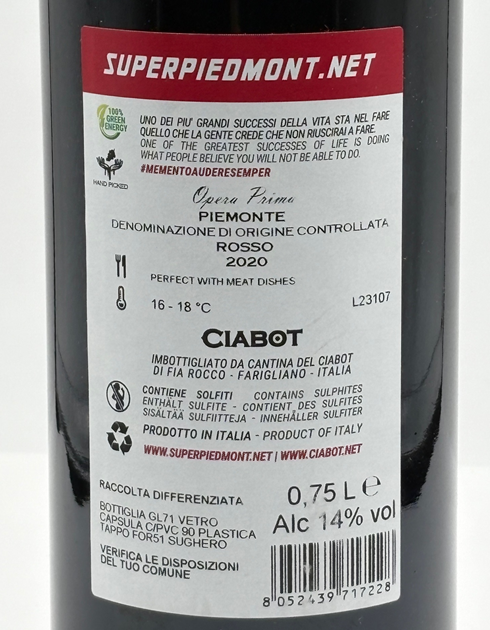 SUPERPIEDMONT.NET
100%
GREEN
ENERGY
HAND PICKED
UNO DEI PIU' GRANDI SUCCESSI DELLA VITA STA NEL FARE
QUELLO CHE LA GENTE CREDE CHE NON RIUSCIRAI A FARE.
ONE OF THE GREATEST SUCCESSES OF LIFE IS DOING
WHAT PEOPLE BELIEVE YOU WILL NOT BE ABLE TO DO.
#MEMENTOAUDERESEMPER
Opera Prima
PIEMONTE
DENOMINAZIONE DI ORIGINE CONTROLLATA
ROSSO
2020
PERFECT WITH MEAT DISHES
16 - 18 °C
L23107
CIABOT
IMBOTTIGLIATO DA CANTINA DEL CIABOT
DI FIA ROCCO - FARIGLIANO - ITALIA
CONTIENE SOLFITI CONTAINS SULPHITES
ENTHÄLT SULFITE - CONTIENT DES SULFITES
SISÄLTÄÄ SULFIITTEJA - INNEHÅLLER SULFITER
PRODOTTO IN ITALIA - PRODUCT OF ITALY
WWW.SUPERPIEDMONT.NET | WWW.CIABOT.NET
RACCOLTA DIFFERENZIATA
BOTTIGLIA GL71 VETRO
CAPSULA C/PVC 90 PLASTICA
TAPPO FOR51 SUGHERO
VERIFICA LE DISPOSIZIONI
DEL TUO COMUNE
0,75 L ℮
Alc 14% vol
8 052439 717228